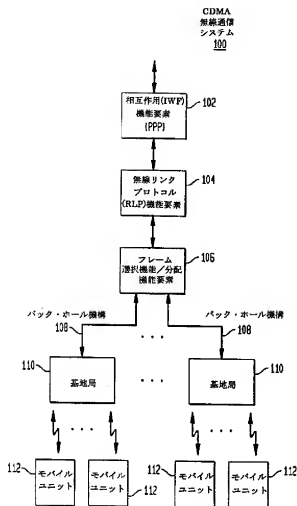 CDMA
無線通信
システム
100
相互作用(IWF)
機能要素
(PPP)
102
無線リンク
プロトコル
(RLP)機能要素
104
フレーム
選択機能/分配
機能要素
106
バック・ホール機構
バック・ホール機構
108
108
基地局
110
基地局
110
112
モバイル
ユニット
モバイル
ユニット
112
112
モバイル
ユニット
モバイル
ユニット
112